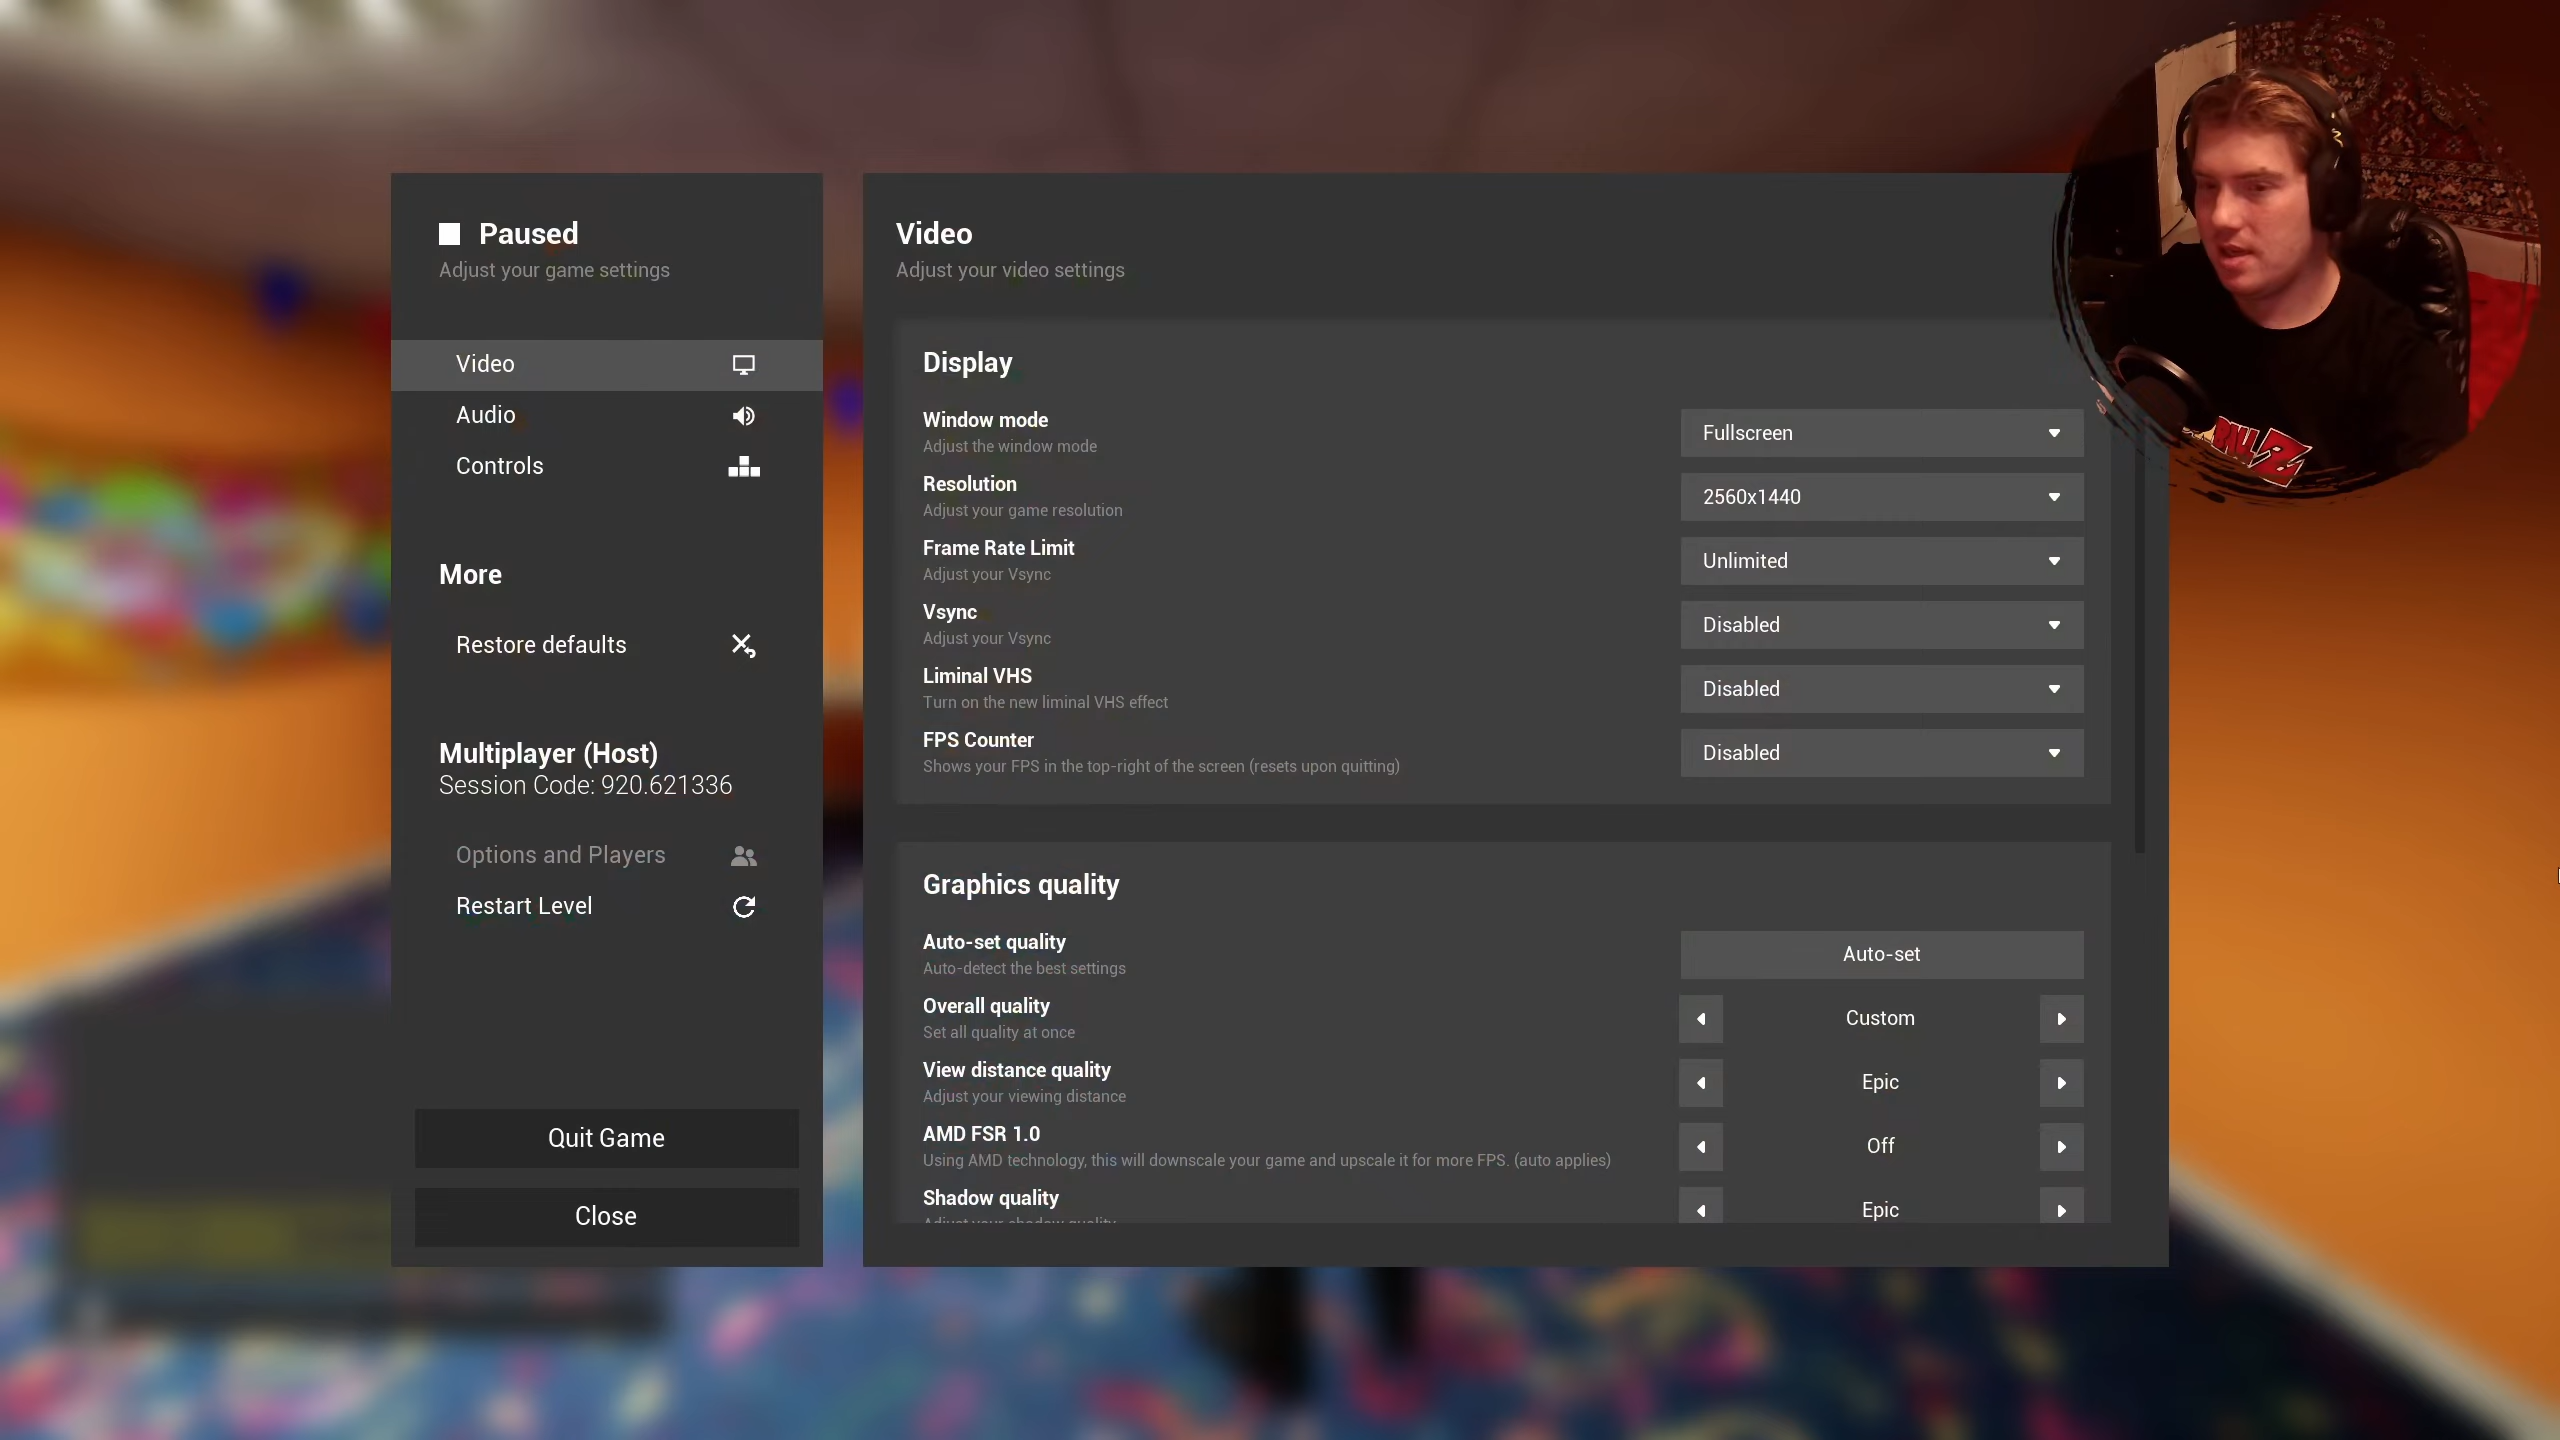 Paused
Adjust your game settings
Video
Audio
Controls
More
Restore defaults
Multiplayer (Host)
Session Code: 920.621336
Options and Players
Restart Level
Quit Game
Close
Video
Adjust your video settings
Display
Window mode
Adjust the window mode
Fullscreen
Resolution
Adjust your game resolution
2560x1440
Frame Rate Limit
Adjust your Vsync
Unlimited
Vsync
Adjust your Vsync
Disabled
Liminal VHS
Turn on the new liminal VHS effect
Disabled
FPS Counter
Shows your FPS in the top-right of the screen (resets upon quitting)
Disabled
Graphics quality
Auto-set quality
Auto-detect the best settings
Auto-set
Overall quality
Set all quality at once
Custom
View distance quality
Adjust your viewing distance
Epic
AMD FSR 1.0
Using AMD technology, this will downscale your game and upscale it for more FPS. (auto applies)
Off
Shadow quality
Adjust your shadow quality
Epic
BALL Z